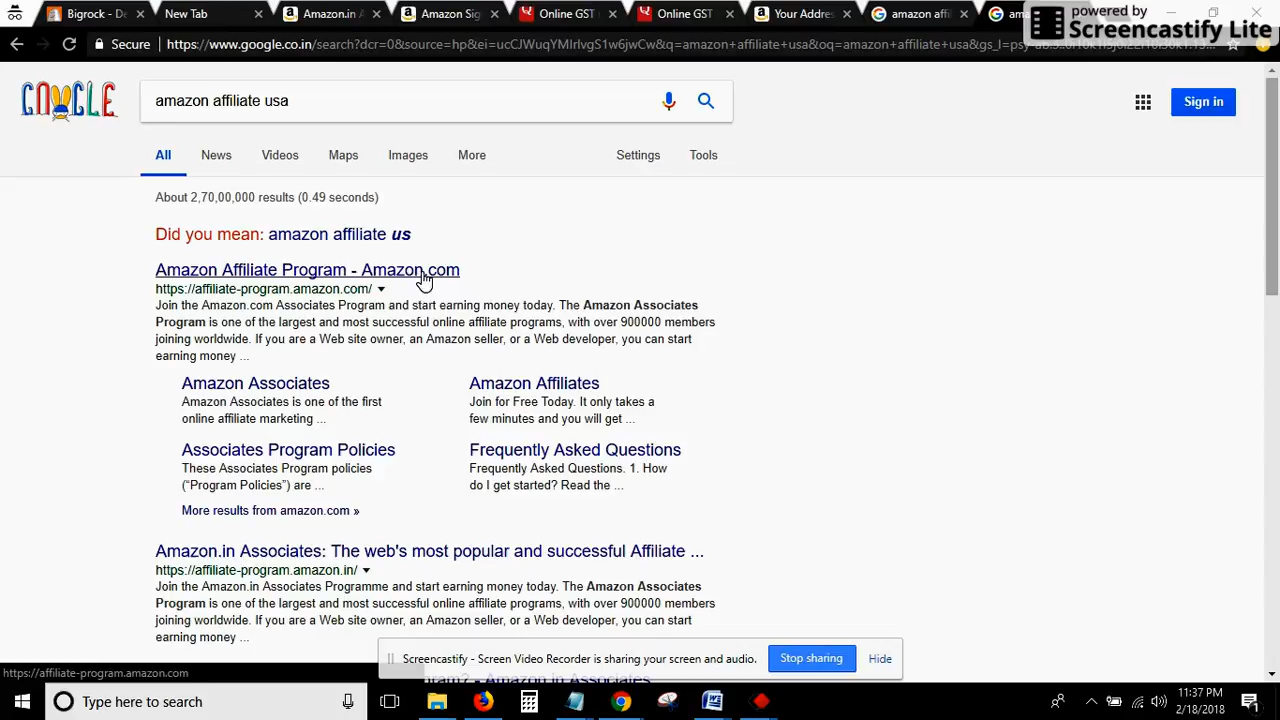 Bigrock - De
New Tab
Amazon.in A
Amazon Sig
Online GST
Online GST
Your Addre
amazon affi
powered by
Screencastify Lite
Secure
https://www.google.co.in/search?dcr=0&source=hp&ei=ucCJWuqYMrlvgS1w6jwCw&q=amazon+affiliate+usa&oq=amazon+affiliate+usa&gs_l=psy-
GOOGLE
amazon affiliate usa
Sign in
All
News
Videos
Maps
Images
More
Settings
Tools
About 2,70,00,000 results (0.49 seconds)
Did you mean: amazon affiliate us
Amazon Affiliate Program - Amazon.com
https://affiliate-program.amazon.com/
Join the Amazon.com Associates Program and start earning money today. The Amazon Associates
Program is one of the largest and most successful online affiliate programs, with over 900000 members
joining worldwide. If you are a Web site owner, an Amazon seller, or a Web developer, you can start
earning money ...
Amazon Associates
Amazon Associates is one of the first
online affiliate marketing ...
Amazon Affiliates
Join for Free Today. It only takes a
few minutes and you will get ...
Associates Program Policies
These Associates Program policies
(“Program Policies”) are ...
Frequently Asked Questions
Frequently Asked Questions. 1. How
do I get started? Read the ...
More results from amazon.com »
Amazon.in Associates: The web's most popular and successful Affiliate ...
https://affiliate-program.amazon.in/
Join the Amazon.in Associates Programme and start earning money today. The Amazon Associates
Program is one of the largest and most successful online affiliate programs, with over 900000 members
joining worldwide. If you are a Web site owner, an Amazon seller, or a Web developer, you can start
earning money ...
Screencastify - Screen Video Recorder is sharing your screen and audio.
Stop sharing
Hide
https://affiliate-program.amazon.com
gram? - Amazon in Associates
Type here to search
11:37 PM
2/18/2018